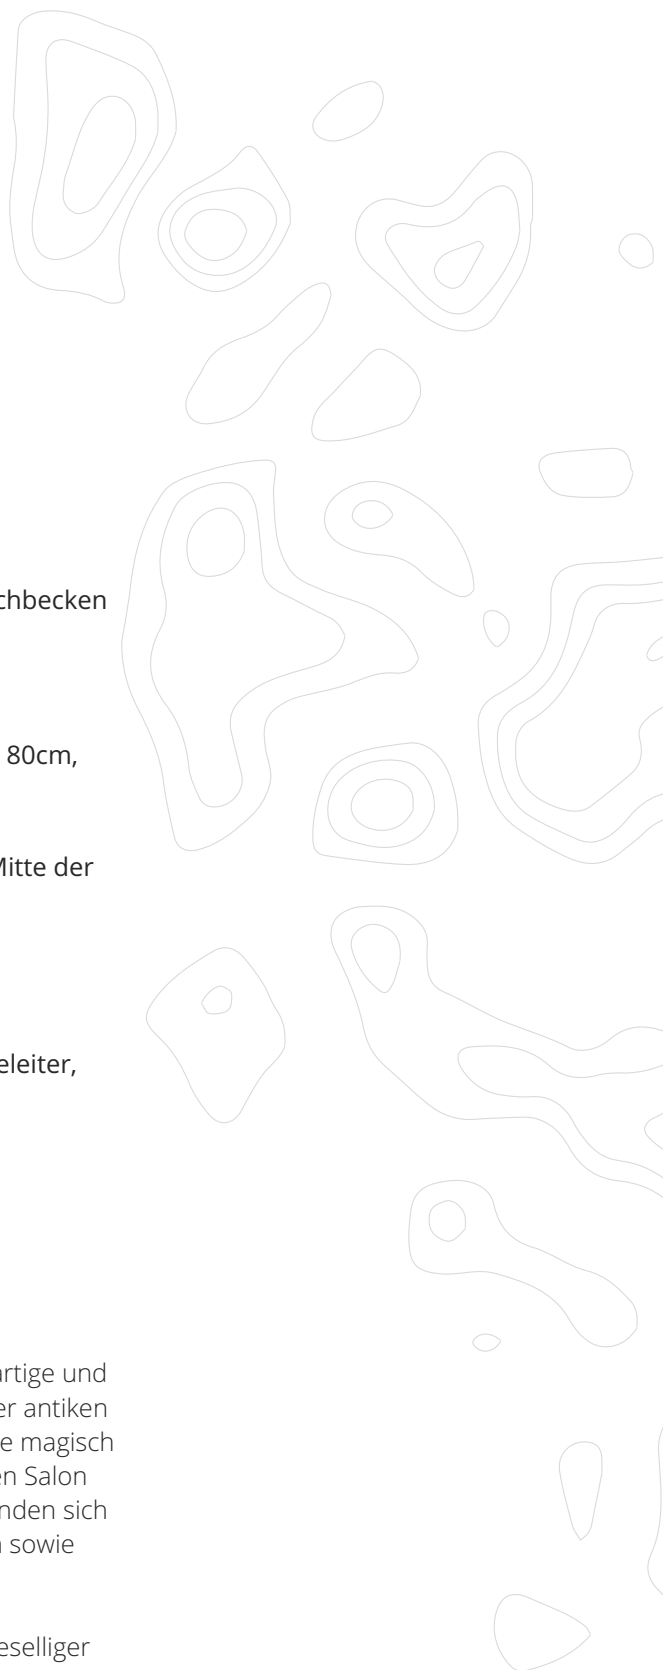 chbecken
80cm,
Mitte der
eleiter,
artige und
er antiken
e magisch
en Salon
nden sich
n sowie
eselliger